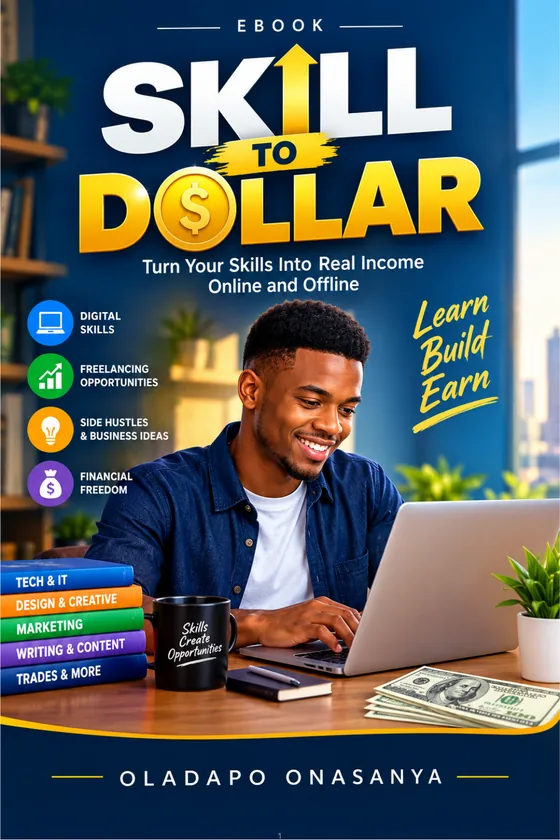 EBOOK
SKILL
TO
DOLLAR
Turn Your Skills Into Real Income
Online and Offline
Learn
Build
Earn
DIGITAL
SKILLS
FREELANCING
OPPORTUNITIES
SIDE HUSTLES
& BUSINESS IDEAS
$
FINANCIAL
FREEDOM
TECH & IT
DESIGN & CREATIVE
MARKETING
WRITING & CONTENT
TRADES & MORE
Skills
Create
Opportunities
100
OLADAPO ONASANYA
1